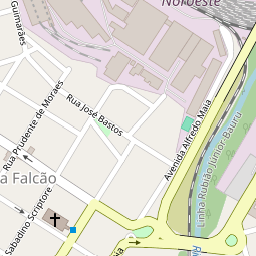 Noroeste
Guimarães
Rua José Bastos
Rua Prudente de Moraes
Avenida Alfredo Maia
Linha Rubião Júnior-Bauru
a Falcão
Sabadino Scriptore